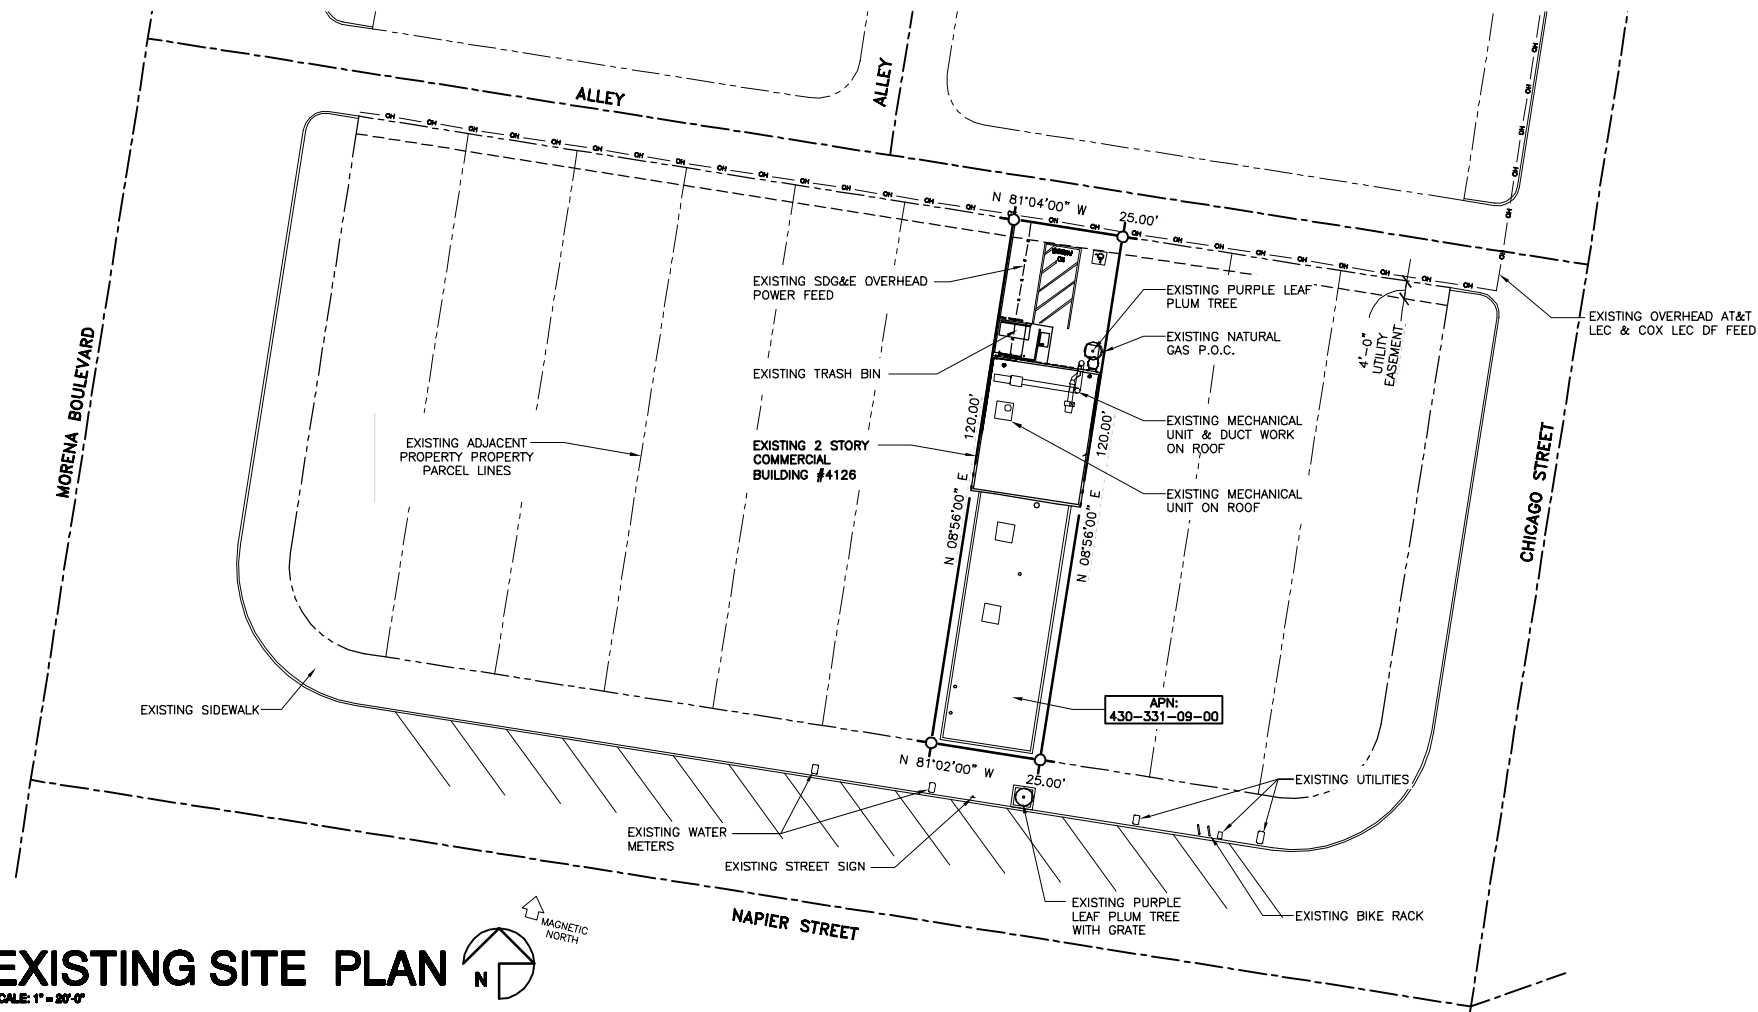 ALLEY
ALLEY
N 81°04'00" W
25.00'
EXISTING SDG&E OVERHEAD
POWER FEED
EXISTING PURPLE LEAF
PLUM TREE
EXISTING NATURAL
GAS P.O.C.
EXISTING OVERHEAD AT&T
LEC & COX LEC DF FEED
4'-0"
UTILITY
EASEMENT
EXISTING TRASH BIN
MORENA BOULEVARD
120.00'
120.00'
EXISTING MECHANICAL
UNIT & DUCT WORK
ON ROOF
EXISTING ADJACENT
PROPERTY PROPERTY
PARCEL LINES
EXISTING 2 STORY
COMMERCIAL
BUILDING #4126
CHICAGO STREET
EXISTING MECHANICAL
UNIT ON ROOF
N 08°56'00" E
N 08°56'00" E
EXISTING SIDEWALK
APN:
430-331-09-00
N 81°02'00" W
25.00'
EXISTING UTILITIES
EXISTING WATER
METERS
EXISTING STREET SIGN
EXISTING PURPLE
LEAF PLUM TREE
WITH GRATE
EXISTING BIKE RACK
NAPIER STREET
MAGNETIC
NORTH
EXISTING SITE PLAN
N
SCALE: 1" = 20'-0"